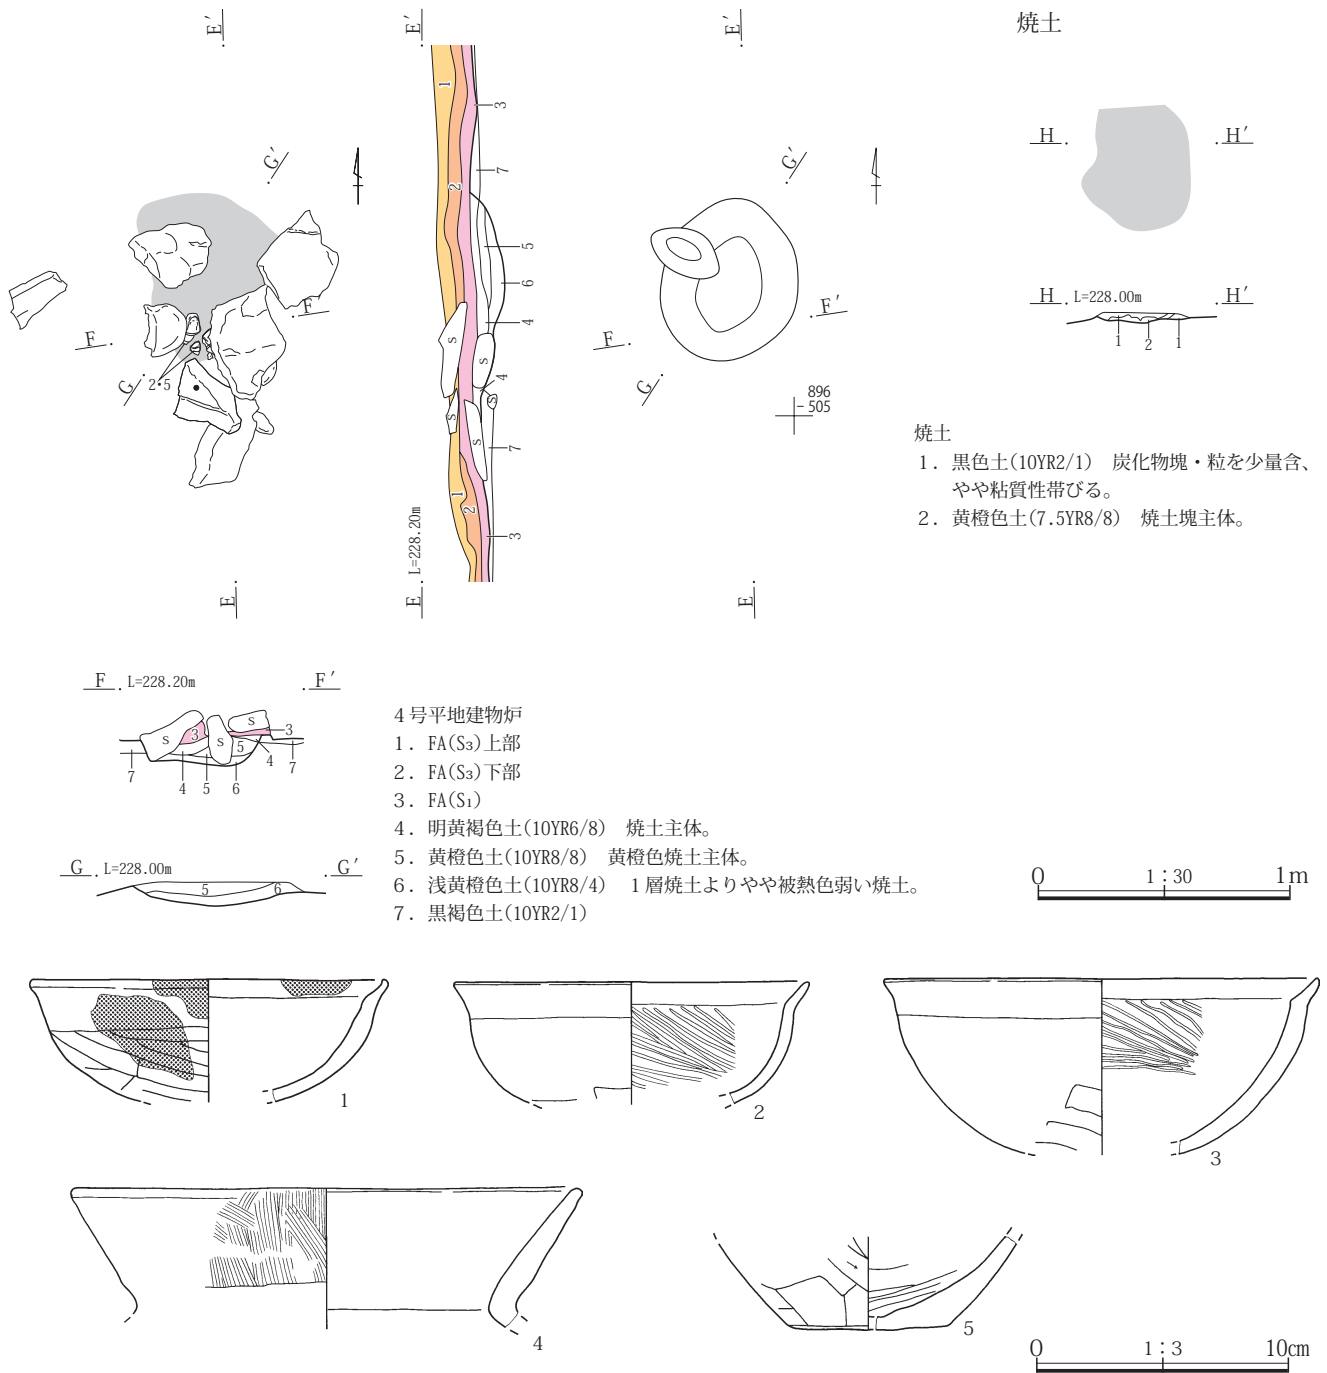 E′
E′
E′
焼土
1
3
H
H′
G′
G′
7
2
5
6
H L=228.00m H′
F′
F′
4
1 2 1
F
S
S
F
2・5
G
4
G
896
-505
S
S
S
7
焼土
1．黒色土(10YR2/1)　炭化物塊・粒を少量含、
やや粘質性帯びる。
2．黄橙色土(7.5YR8/8)　焼土塊主体。
1
2
L=228.20m
3
E
E
E
F L=228.20m F′
S 3 S S 5 3
4
7 4 5 6 7
G L=228.00m G′
5 6
4号平地建物炉
1．FA(S₃)上部
2．FA(S₃)下部
3．FA(S₁)
4．明黄褐色土(10YR6/8)　焼土主体。
5．黄橙色土(10YR8/8)　黄橙色焼土主体。
6．浅黄橙色土(10YR8/4)　1層焼土よりやや被熱色弱い焼土。
7．黒褐色土(10YR2/1)
0 1：30 1m
1
2
3
4
5
0 1：3 10cm